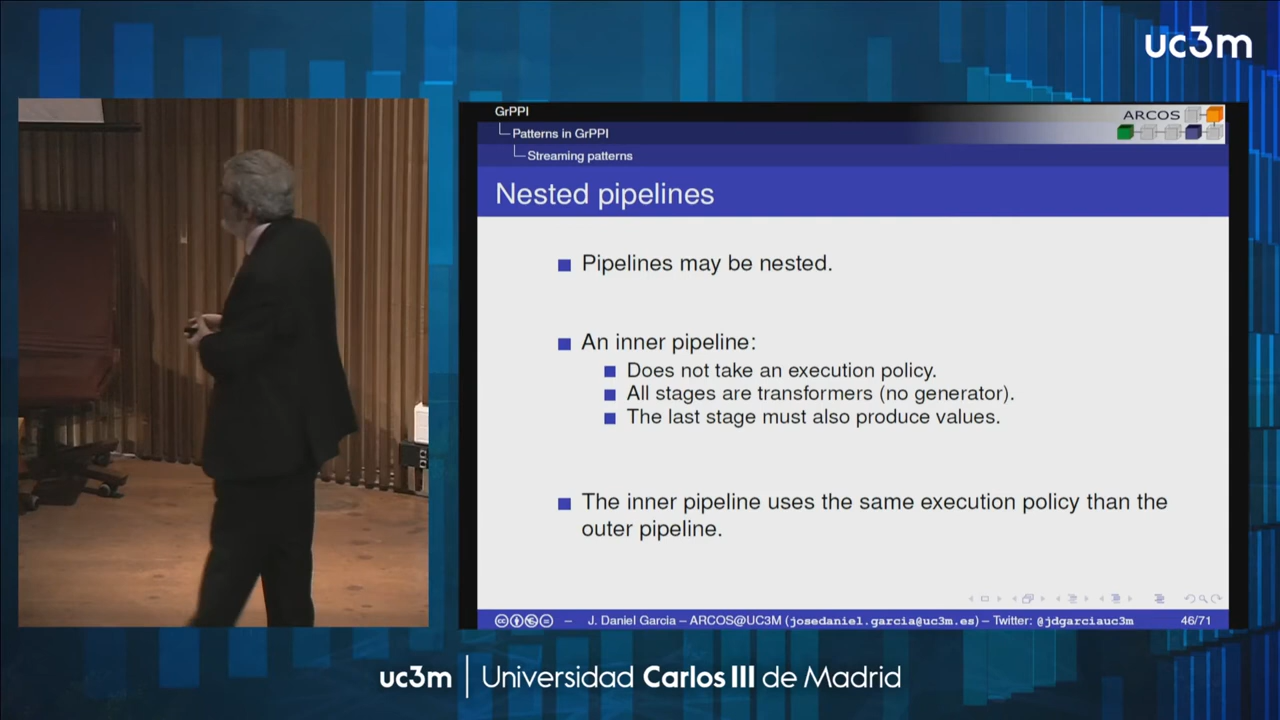 uc3m
GrPPI
Patterns in GrPPI
Streaming patterns
ARCOS
Nested pipelines
Pipelines may be nested.
An inner pipeline:
Does not take an execution policy.
All stages are transformers (no generator).
The last stage must also produce values.
The inner pipeline uses the same execution policy than the
outer pipeline.
– J. Daniel Garcia – ARCOS@UC3M (josedaniel.garcia@uc3m.es) – Twitter: @jdgarciauc3m 46/71
uc3m | Universidad Carlos III de Madrid